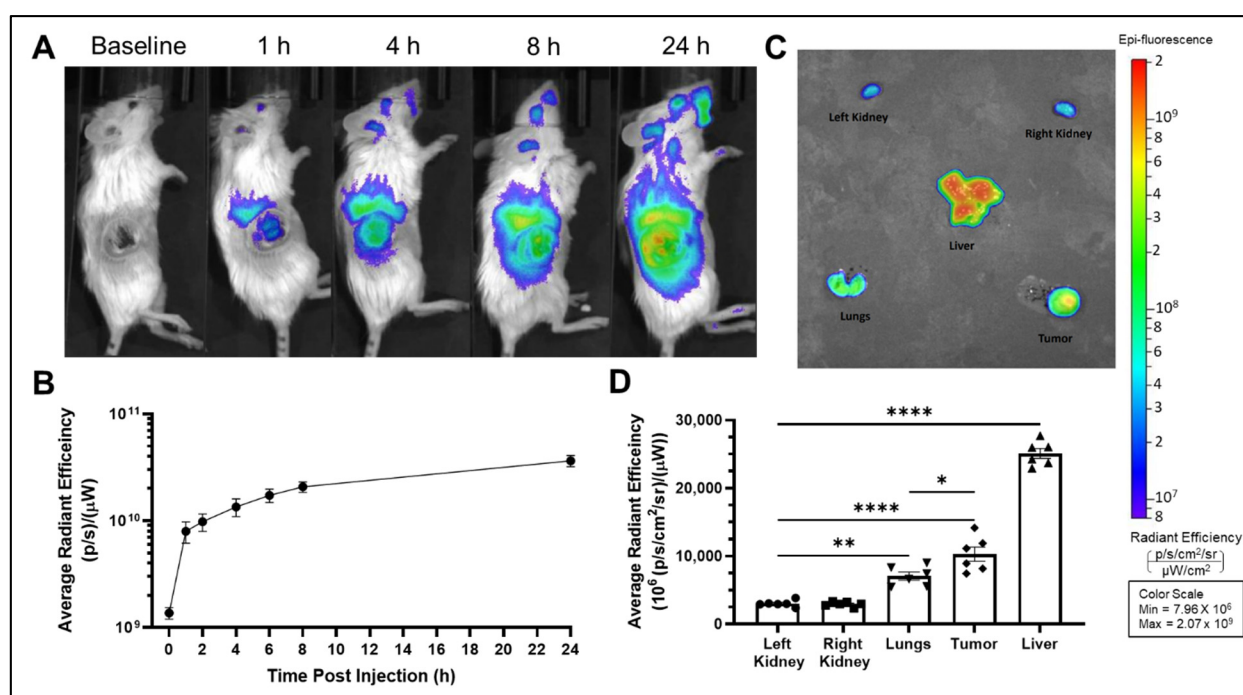 A
Baseline
1 h
4 h
8 h
24 h
C
Left Kidney
Right Kidney
Liver
Lungs
Tumor
Epi-fluorescence
2
10⁹
8
6
4
3
2
10⁸
8
6
4
3
2
10⁷
8
Radiant Efficiency
p/s/cm²/sr
µW/cm²
Color Scale
Min = 7.96 X 10⁶
Max = 2.07 x 10⁹
B
Average Radiant Efficeincy
(p/s)/(µW)
10¹¹
10¹⁰
10⁹
0
2
4
6
8
10
12
14
16
18
20
22
24
Time Post Injection (h)
D
Average Radiant Efficeincy
(10⁶ (p/s/cm²/sr)/(µW))
30,000
20,000
10,000
0
****
*
****
**
Left
Kidney
Right
Kidney
Lungs
Tumor
Liver